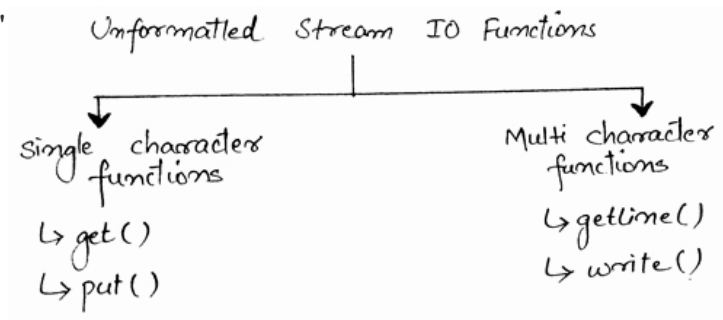 Unformatted Stream IO Functions
Single character
functions
↳ get()
↳ put()
Multi character
functions
↳ getline()
↳ write()